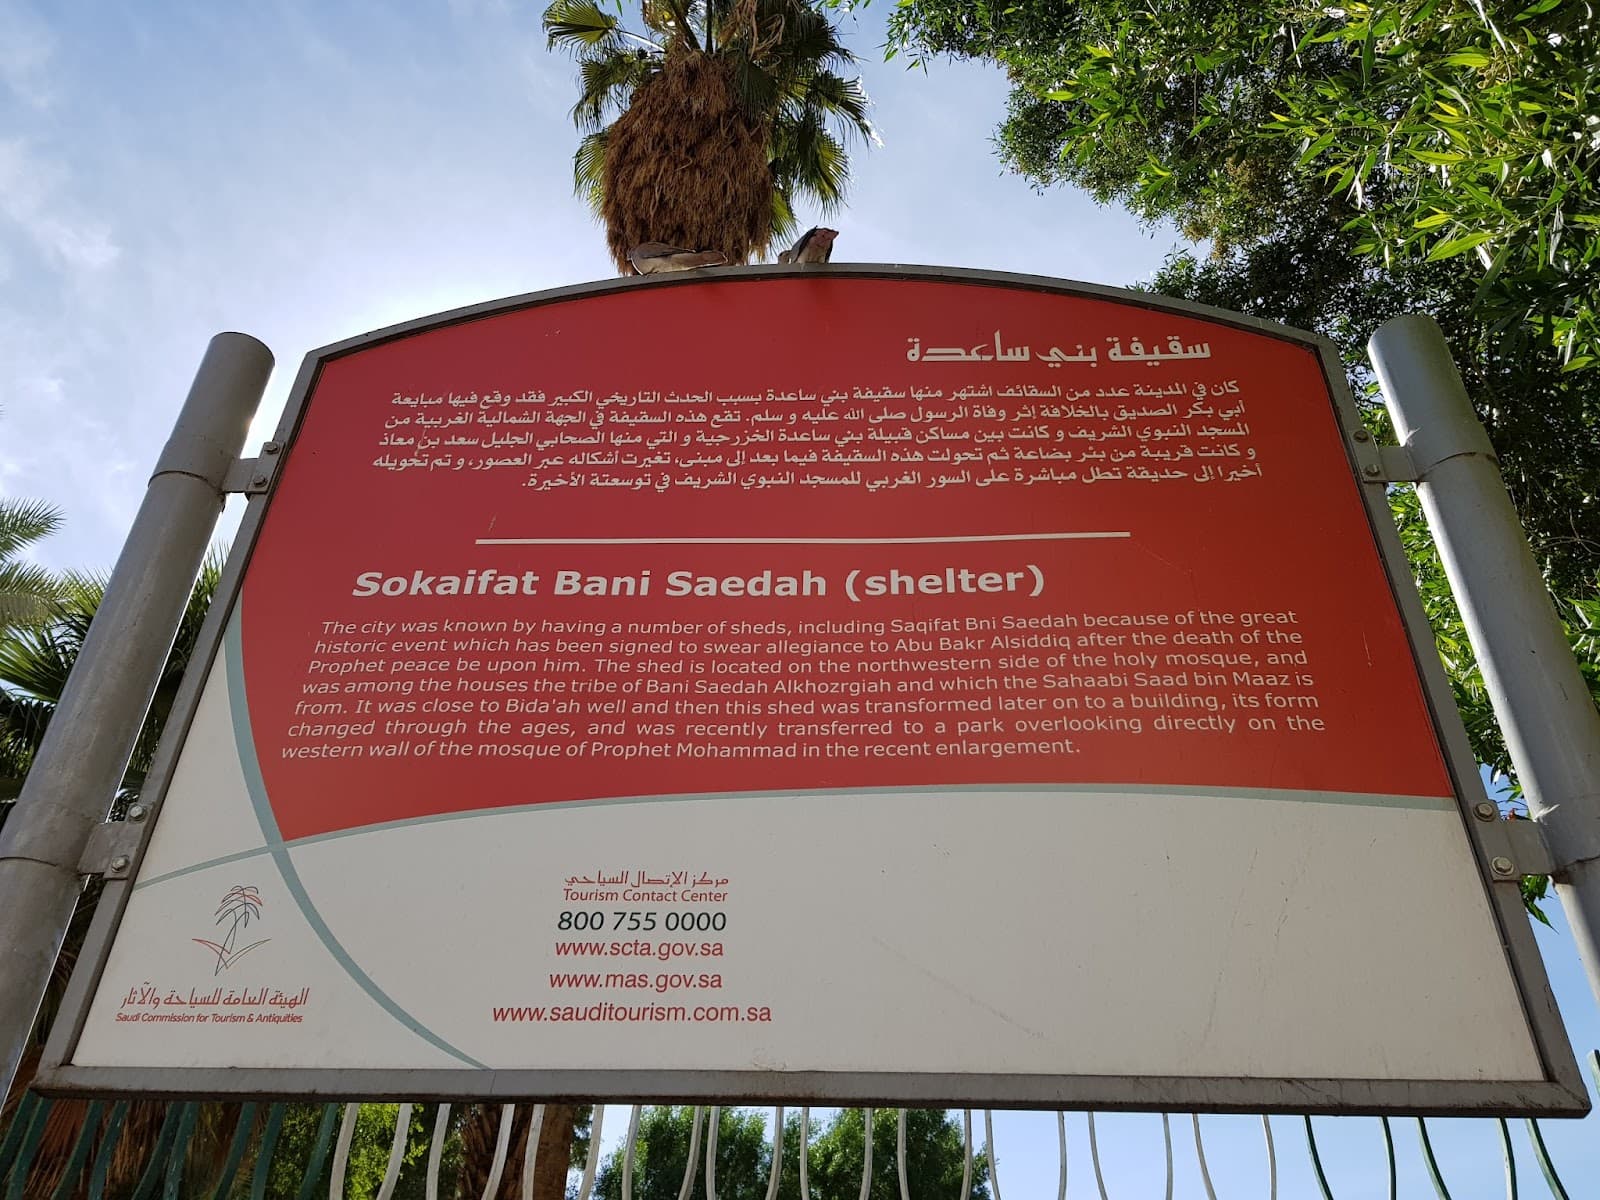 سقيفة بني ساعدة
كان في المدينة عدد من السقائف اشتهر منها سقيفة بني ساعدة بسبب الحدث التاريخي الكبير فقد وقع فيها مبايعة
أبي بكر الصديق بالخلافة إثر وفاة الرسول صلى الله عليه و سلم. تقع هذه السقيفة في الجهة الشمالية الغربية من
المسجد النبوي الشريف و كانت بين مساكن قبيلة بني ساعدة الخزرجية و التي منها الصحابي الجليل سعد بن معاذ
و كانت قريبة من بئر بضاعة ثم تحولت هذه السقيفة فيما بعد إلى مبنى، تغيرت أشكاله عبر العصور، و تم تحويله
أخيرا إلى حديقة تطل مباشرة على السور الغربي للمسجد النبوي الشريف في توسعتة الأخيرة.
Sokaifat Bani Saedah (shelter)
The city was known by having a number of sheds, including Saqifat Bni Saedah because of the great
historic event which has been signed to swear allegiance to Abu Bakr Alsiddiq after the death of the
Prophet peace be upon him. The shed is located on the northwestern side of the holy mosque, and
was among the houses the tribe of Bani Saedah Alkhozrgiah and which the Sahaabi Saad bin Maaz is
from. It was close to Bida'ah well and then this shed was transformed later on to a building, its form
changed through the ages, and was recently transferred to a park overlooking directly on the
western wall of the mosque of Prophet Mohammad in the recent enlargement.
مركز الإتصال السياحي
Tourism Contact Center
800 755 0000
www.scta.gov.sa
www.mas.gov.sa
www.sauditourism.com.sa
الهيئة العامة للسياحة والآثار
Saudi Commission for Tourism & Antiquities